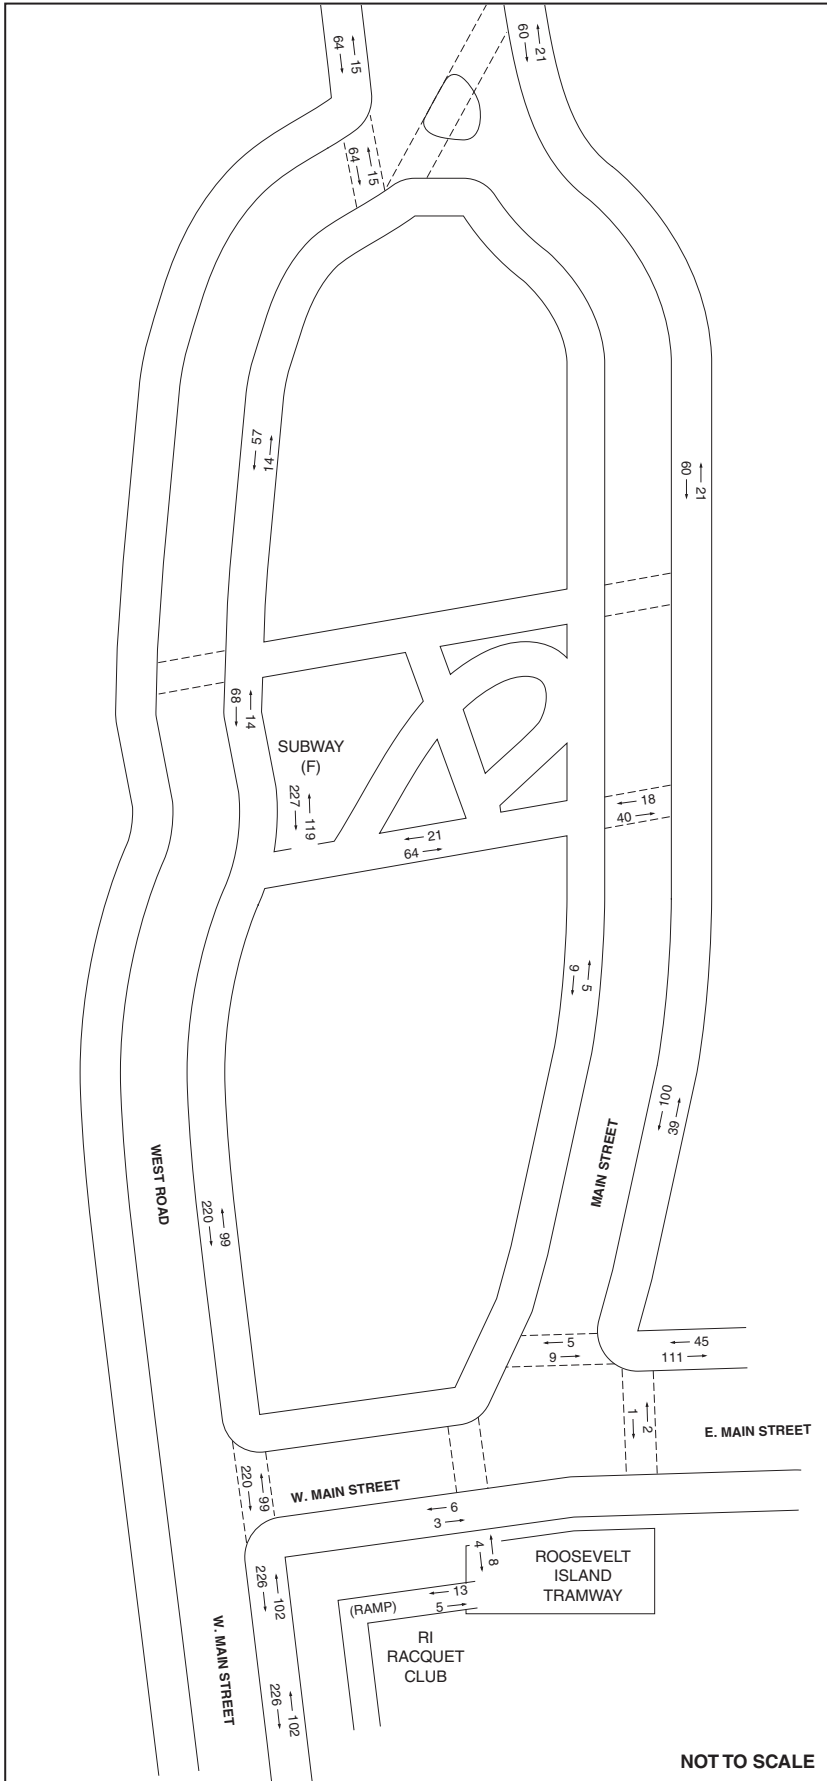 64
15
60
21
64
15
57
14
60
21
68
14
SUBWAY
(F)
227
119
18
40
21
64
9
5
100
39
WEST ROAD
MAIN STREET
220
99
5
9
45
111
1
2
E. MAIN STREET
220
99
W. MAIN STREET
6
3
4
8
ROOSEVELT
ISLAND
TRAMWAY
226
102
13
(RAMP)
5
RI
RACQUET
CLUB
W. MAIN STREET
226
102
NOT TO SCALE